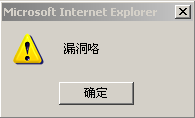 Microsoft Internet Explorer
漏洞咯
确定